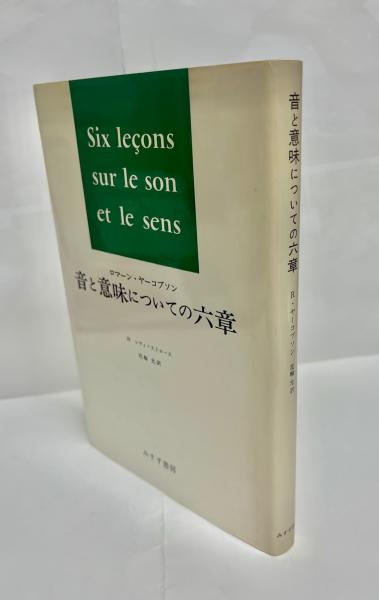 Six leçons
sur le son
et le sens
ロマーン・ヤーコブソン
音と意味についての六章
序 レヴィ=ストロース
花輪 光訳
みすず書房
音と意味についての六章
R・ヤーコブソン
花輪 光訳
みすず書房